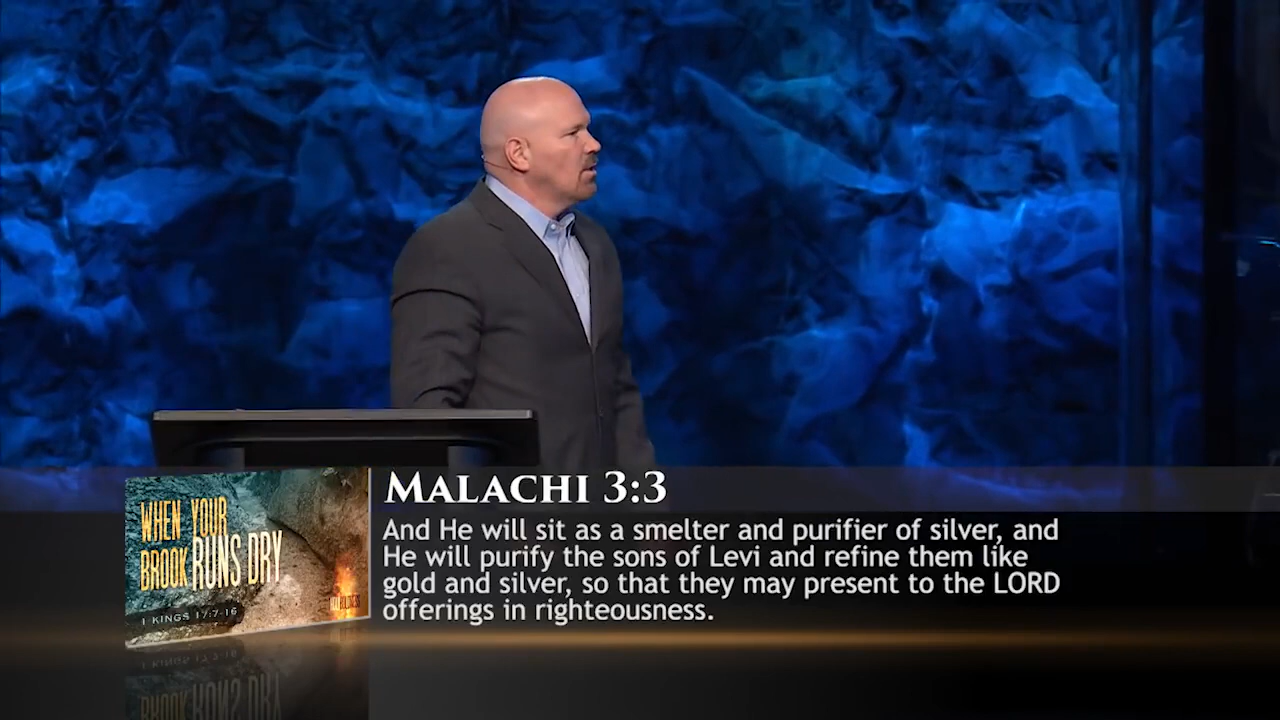 MALACHI 3:3
And He will sit as a smelter and purifier of silver, and
He will purify the sons of Levi and refine them like
gold and silver, so that they may present to the LORD
offerings in righteousness.
WHEN YOUR
BROOK RUNS DRY
1 KINGS 17:7-16